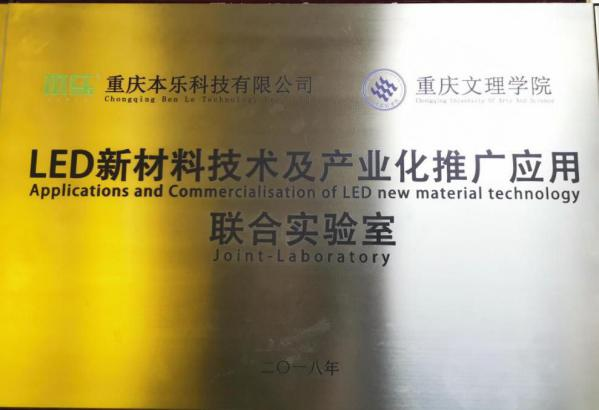 重庆本乐科技有限公司 重庆文理学院
Chongqing Ben Le Technology Chongqing University Of Arts And Science
LED新材料技术及产业化推广应用
Applications and Commercialisation of LED new material technology
联合实验室
Joint-Laboratory
二〇一八年